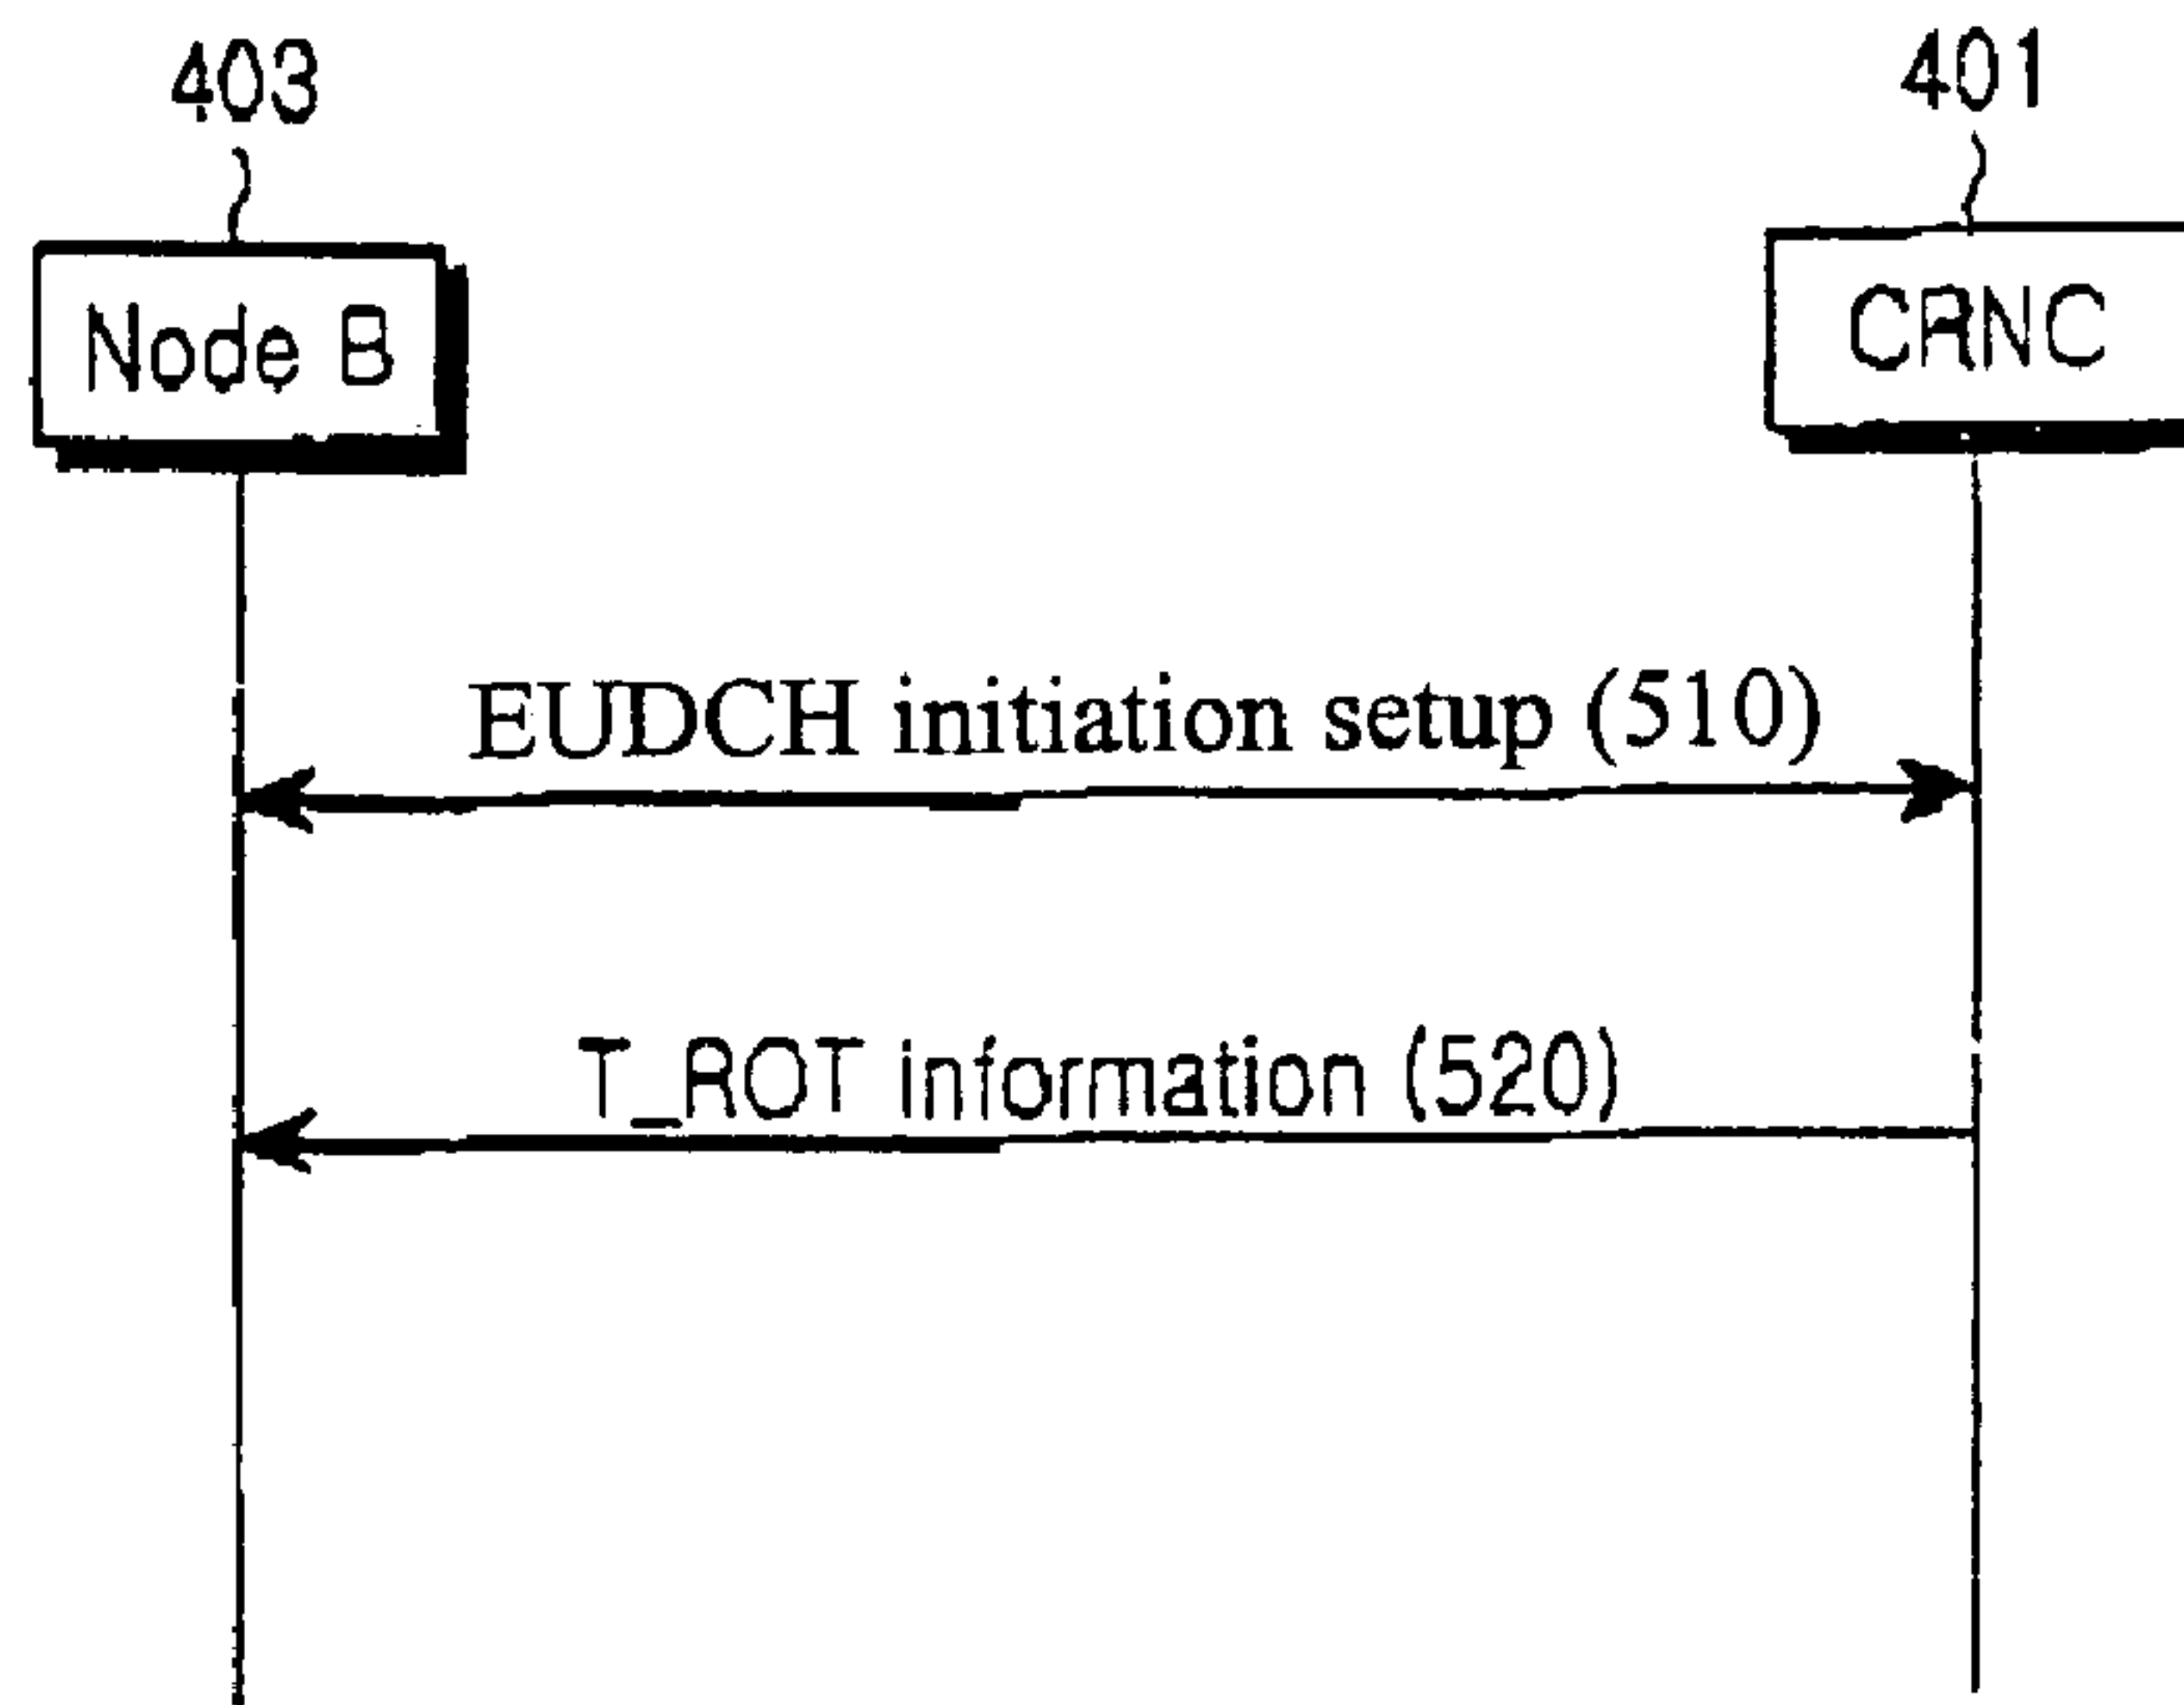 403
401
Node B
CRNC
EUDCH initiation setup (510)
T_ROT information (520)